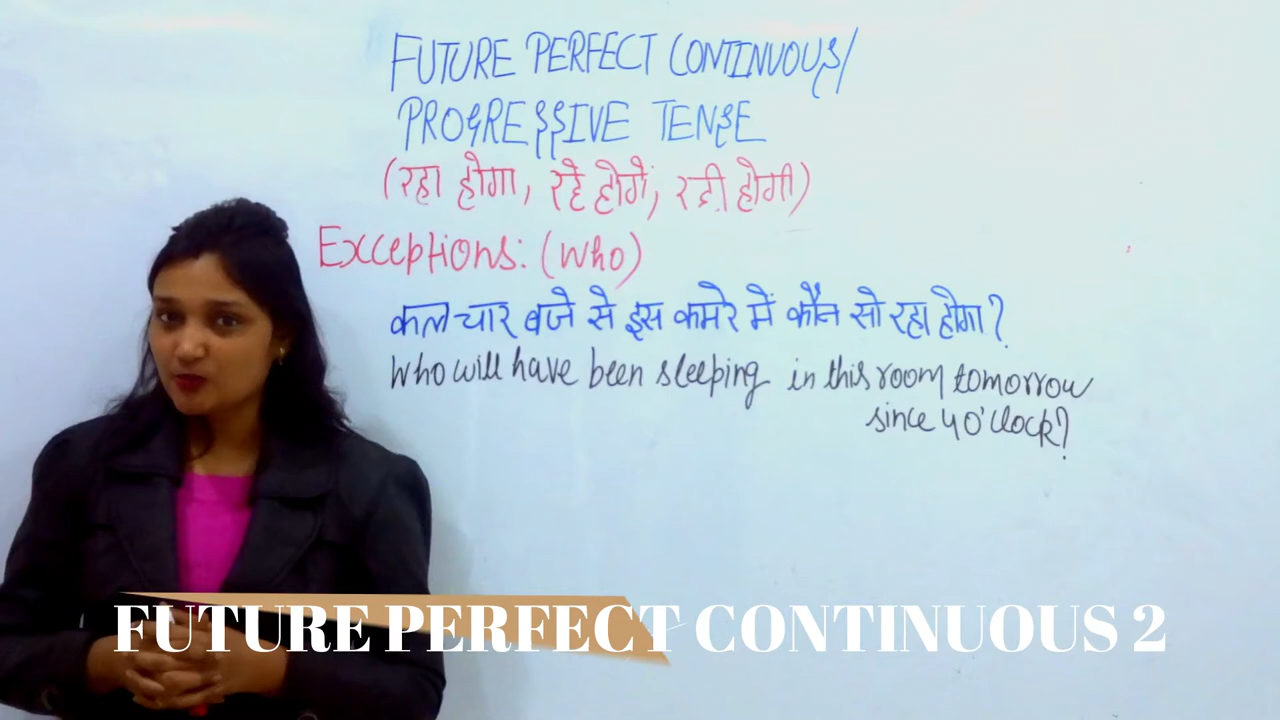 FUTURE PERFECT CONTINUOUS/
PROGRESSIVE TENSE
(रहा होगा, रहे होगें, रही होगी)
Exceptions: (Who)
कल चार बजे से इस कमरे में कौन सो रहा होगा?
Who will have been sleeping in this room tomorrow
since 4 O'clock?
FUTURE PERFECT CONTINUOUS 2